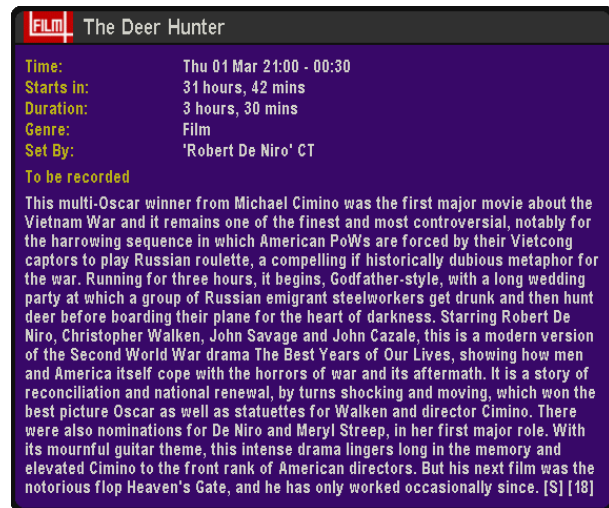 FILM The Deer Hunter
Time: Thu 01 Mar 21:00 - 00:30
Starts in: 31 hours, 42 mins
Duration: 3 hours, 30 mins
Genre: Film
Set By: 'Robert De Niro' CT
To be recorded
This multi-Oscar winner from Michael Cimino was the first major movie about the
Vietnam War and it remains one of the finest and most controversial, notably for
the harrowing sequence in which American PoWs are forced by their Vietcong
captors to play Russian roulette, a compelling if historically dubious metaphor for
the war. Running for three hours, it begins, Godfather-style, with a long wedding
party at which a group of Russian emigrant steelworkers get drunk and then hunt
deer before boarding their plane for the heart of darkness. Starring Robert De
Niro, Christopher Walken, John Savage and John Cazale, this is a modern version
of the Second World War drama The Best Years of Our Lives, showing how men
and America itself cope with the horrors of war and its aftermath. It is a story of
reconciliation and national renewal, by turns shocking and moving, which won the
best picture Oscar as well as statuettes for Walken and director Cimino. There
were also nominations for De Niro and Meryl Streep, in her first major role. With
its mournful guitar theme, this intense drama lingers long in the memory and
elevated Cimino to the front rank of American directors. But his next film was the
notorious flop Heaven's Gate, and he has only worked occasionally since. [S] [18]